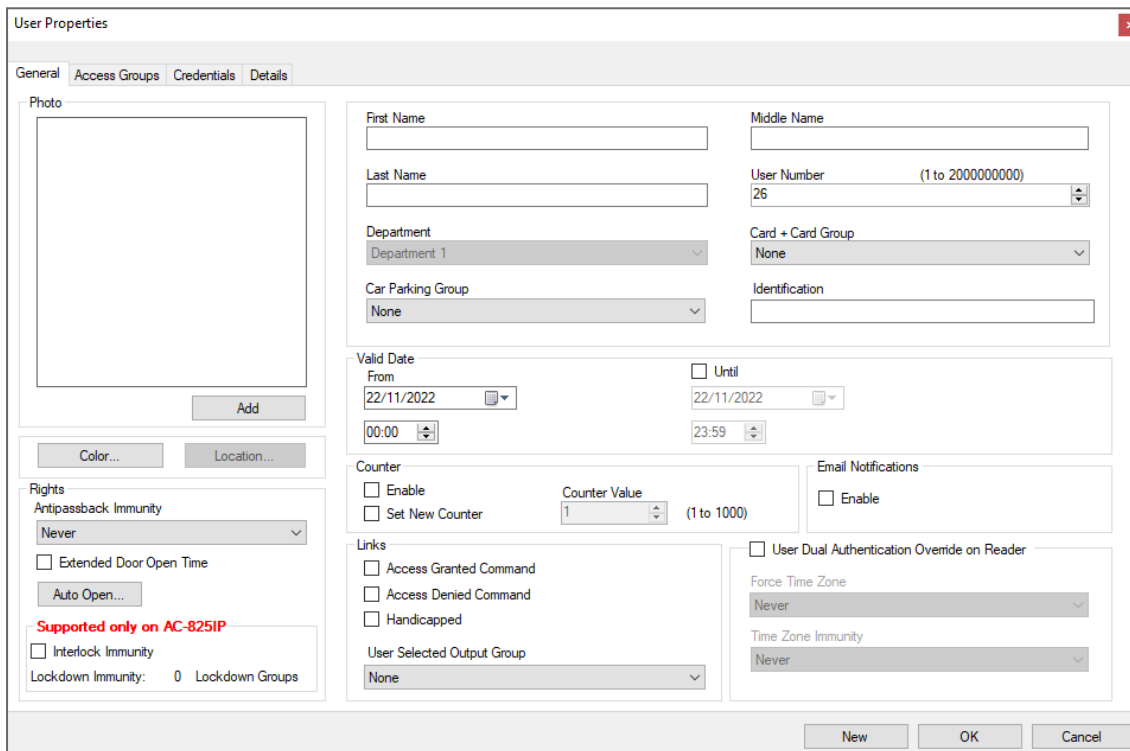 User Properties
x
General Access Groups Credentials Details
Photo
Add
Color... Location...
Rights
Antipassback Immunity
Never
Extended Door Open Time
Auto Open...
Supported only on AC-825IP
Interlock Immunity
Lockdown Immunity: 0 Lockdown Groups
First Name
Middle Name
Last Name
User Number (1 to 2000000000)
26
Department
Department 1
Card + Card Group
None
Car Parking Group
None
Identification
Valid Date
From
22/11/2022
00:00
Until
22/11/2022
23:59
Counter
Enable
Set New Counter
Counter Value
1 (1 to 1000)
Email Notifications
Enable
Links
Access Granted Command
Access Denied Command
Handicapped
User Selected Output Group
None
User Dual Authentication Override on Reader
Force Time Zone
Never
Time Zone Immunity
Never
New OK Cancel